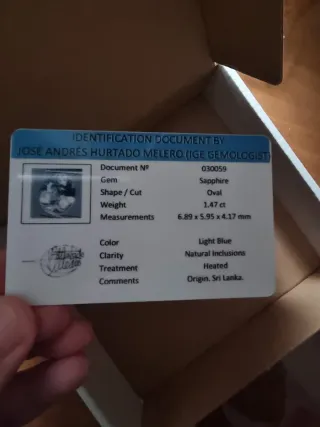 IDENTIFICATION DOCUMENT BY
JOSE ANDRÉS HURTADO MELERO (IGE GEMOLOGIST)
Document Nº 030059
Gem Sapphire
Shape / Cut Oval
Weight 1.47 ct
Measurements 6.89 x 5.95 x 4.17 mm
Color Light Blue
Clarity Natural Inclusions
Treatment Heated
Comments Origin. Sri Lanka.